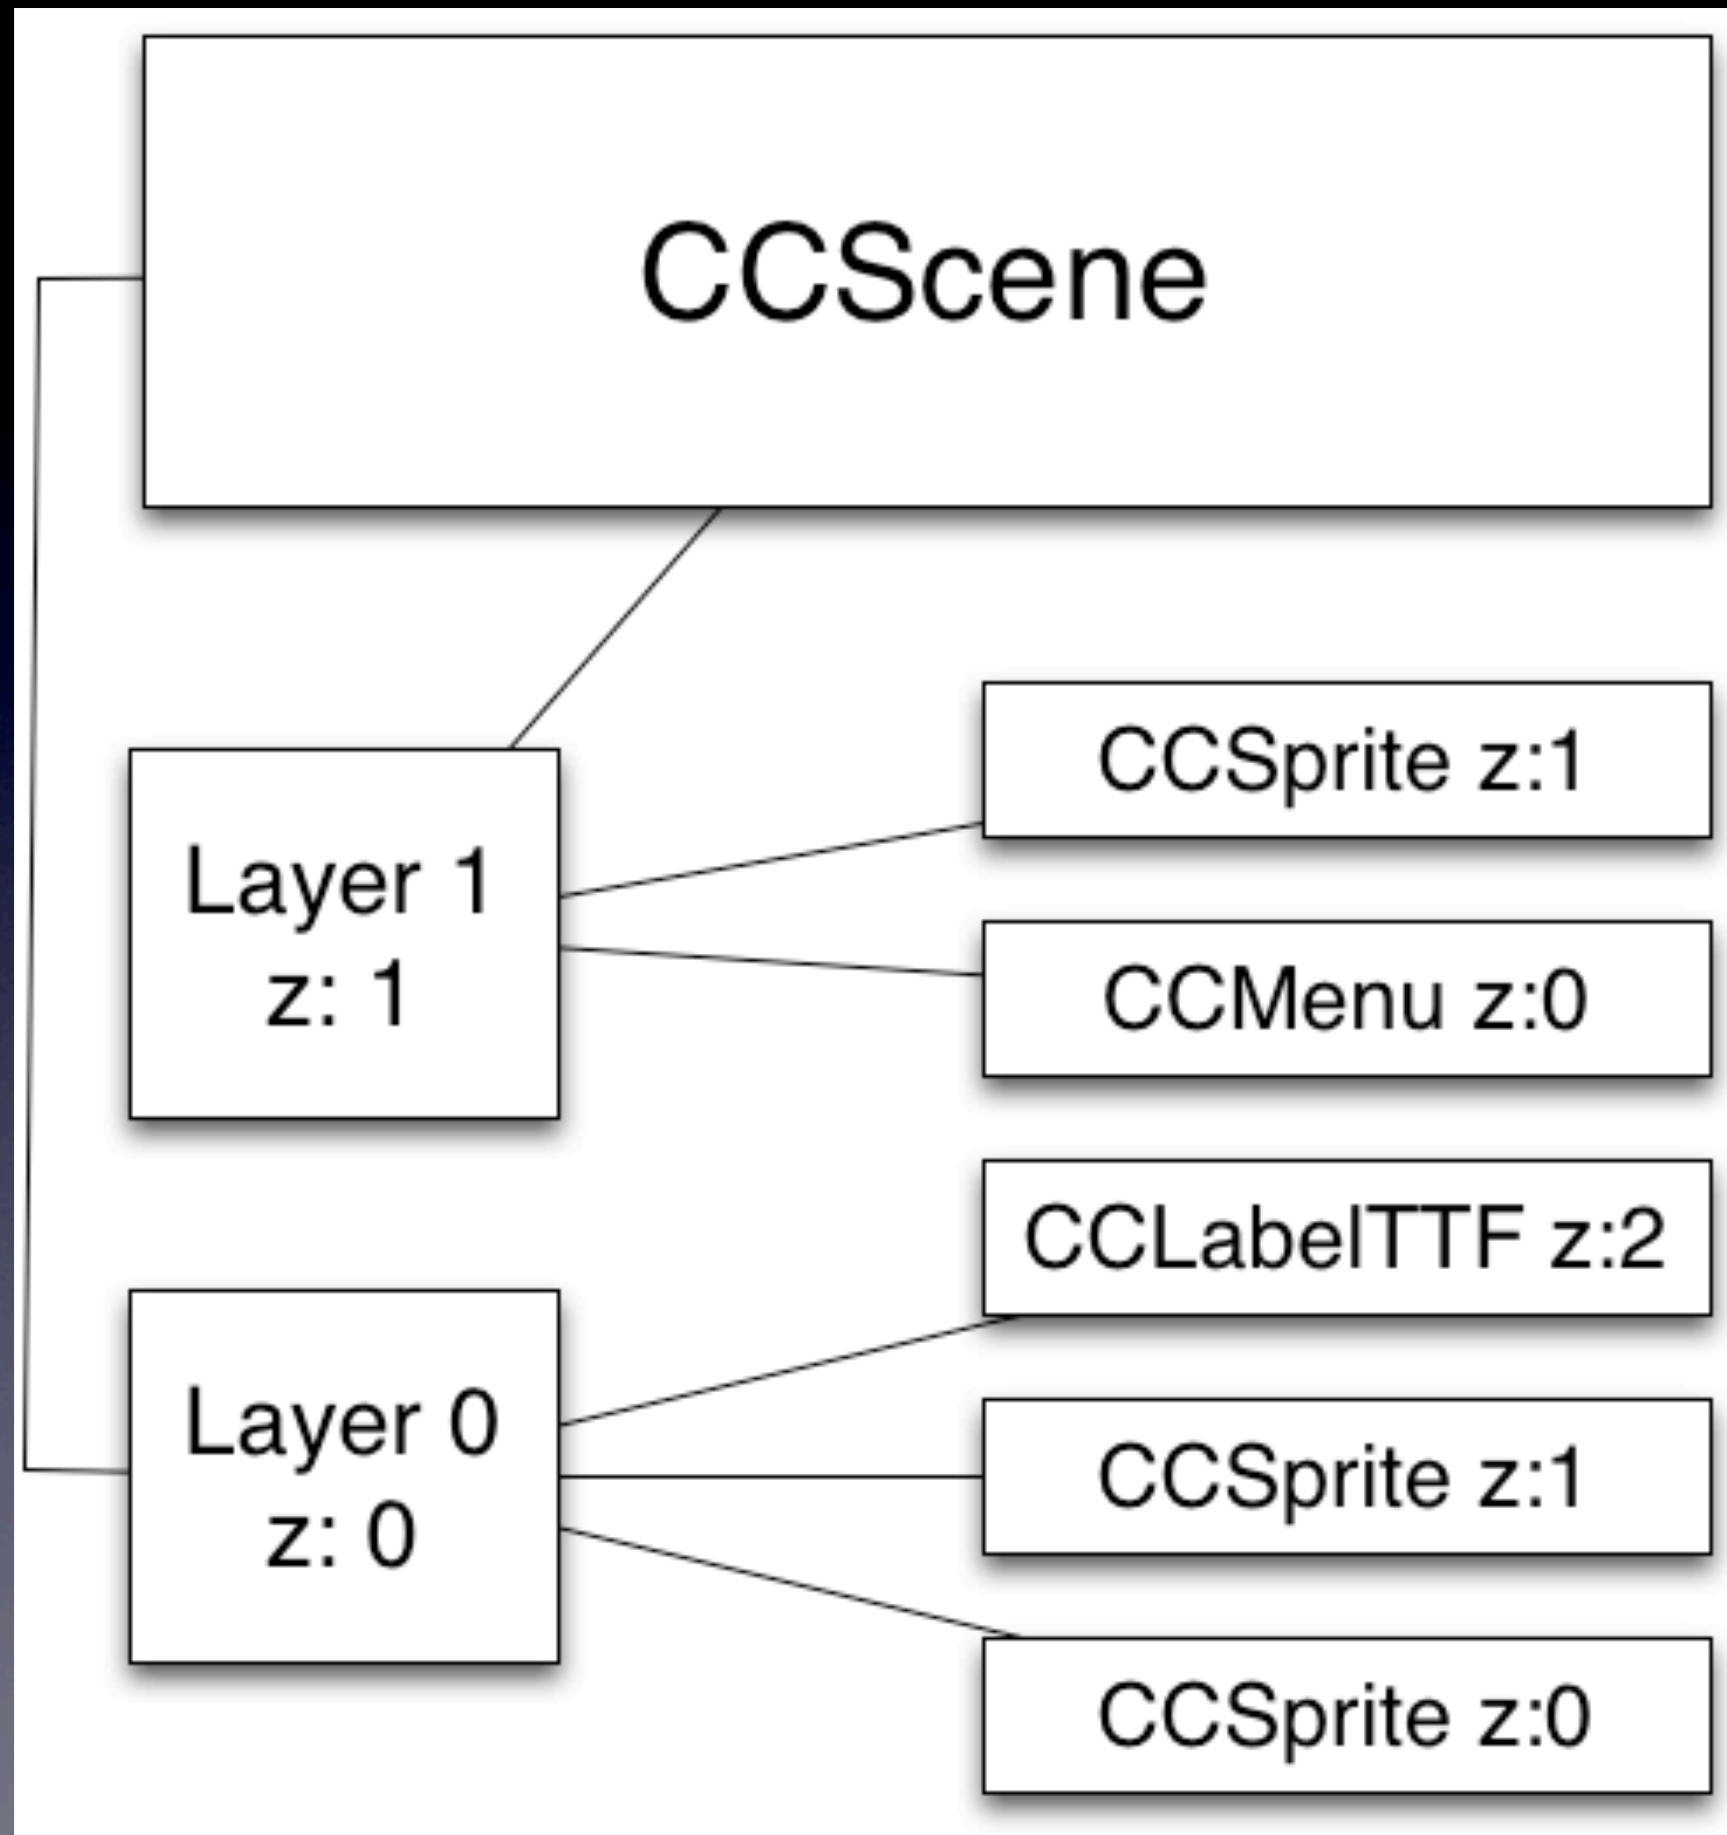 CCScene
Layer 1
z: 1
CCSprite z:1
CCMenu z:0
Layer 0
z: 0
CCLabelTTF z:2
CCSprite z:1
CCSprite z:0